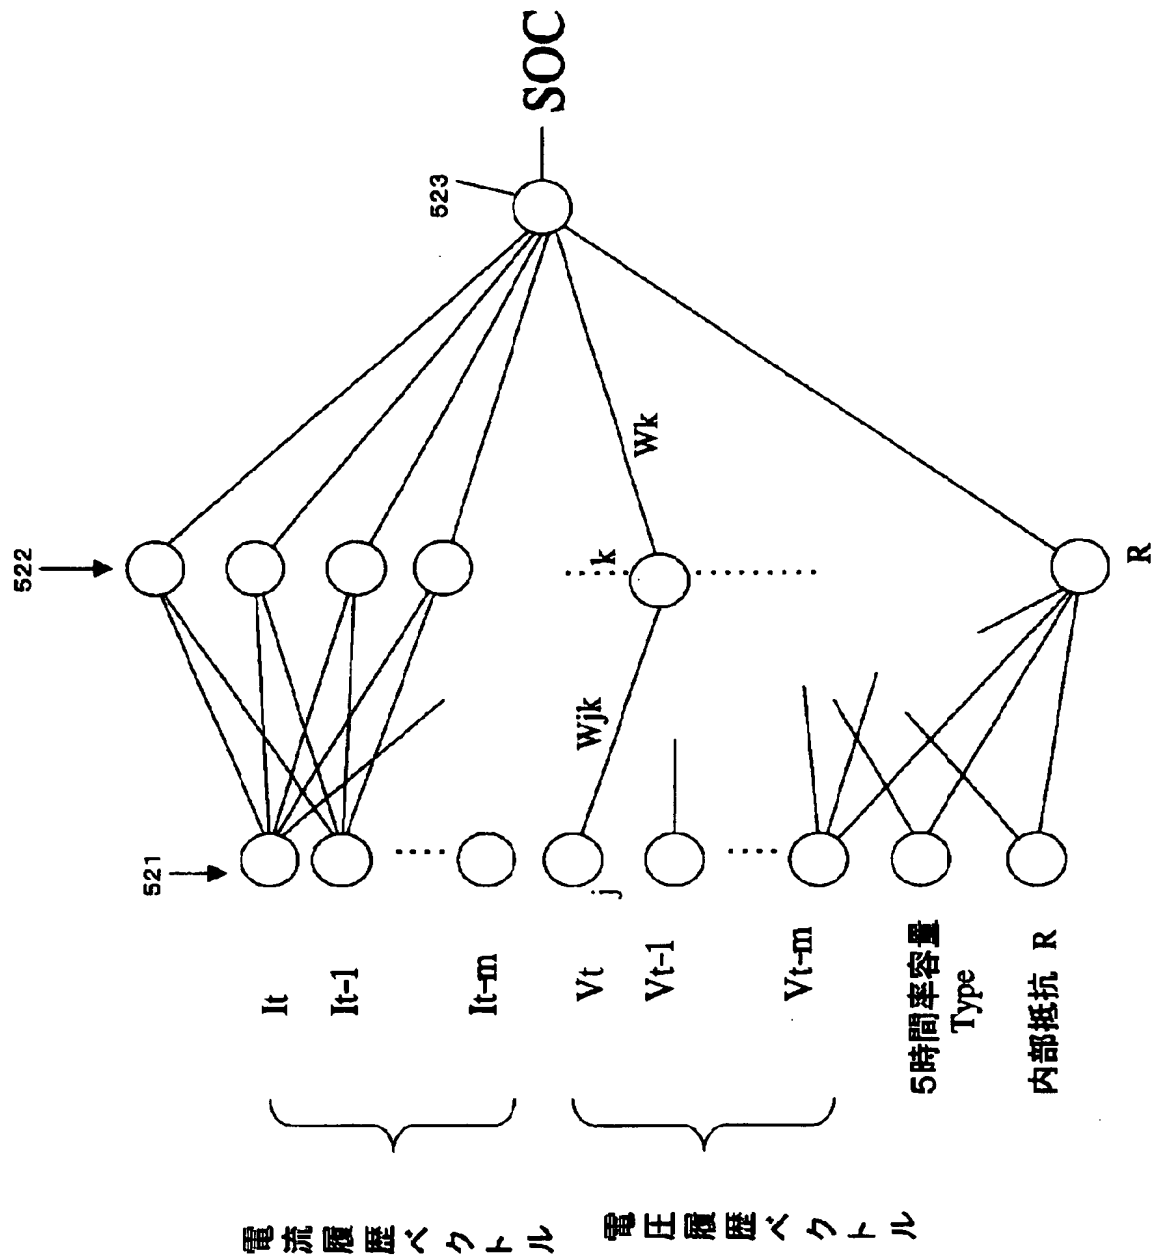 電流履歴ベクトル
電圧履歴ベクトル
It
It-1
It-m
Vt
Vt-1
Vt-m
5時間率容量
Type
内部抵抗 R
521
j
Wjk
522
k
R
Wk
523
SOC